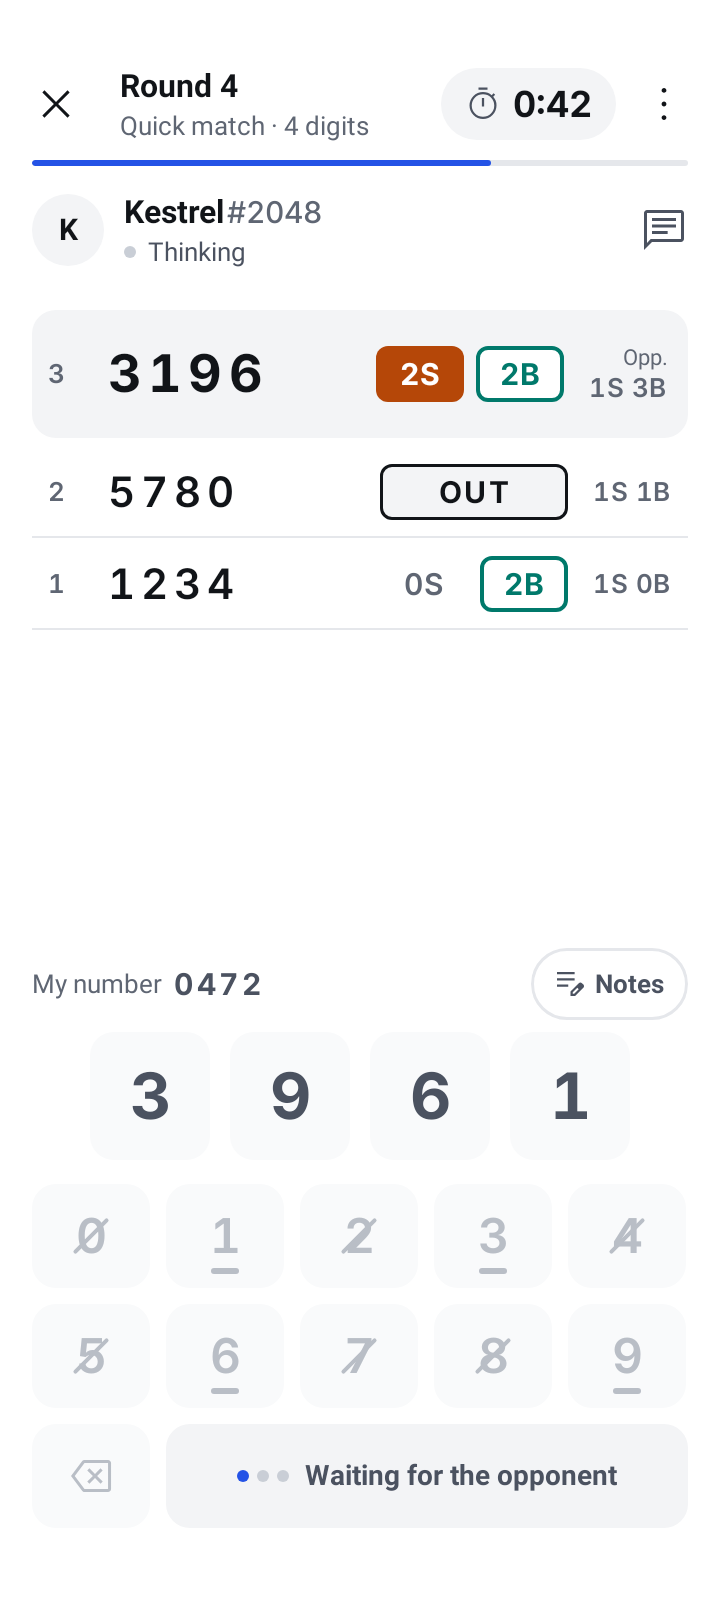 Round 4
Quick match · 4 digits
0:42
K
Kestrel#2048
Thinking
3 3196 2S 2B Opp. 1S 3B
2 5780 OUT 1S 1B
1 1234 0S 2B 1S 0B
My number 0472
Notes
3 9 6 1
0 1 2 3 4
5 6 7 8 9
Waiting for the opponent